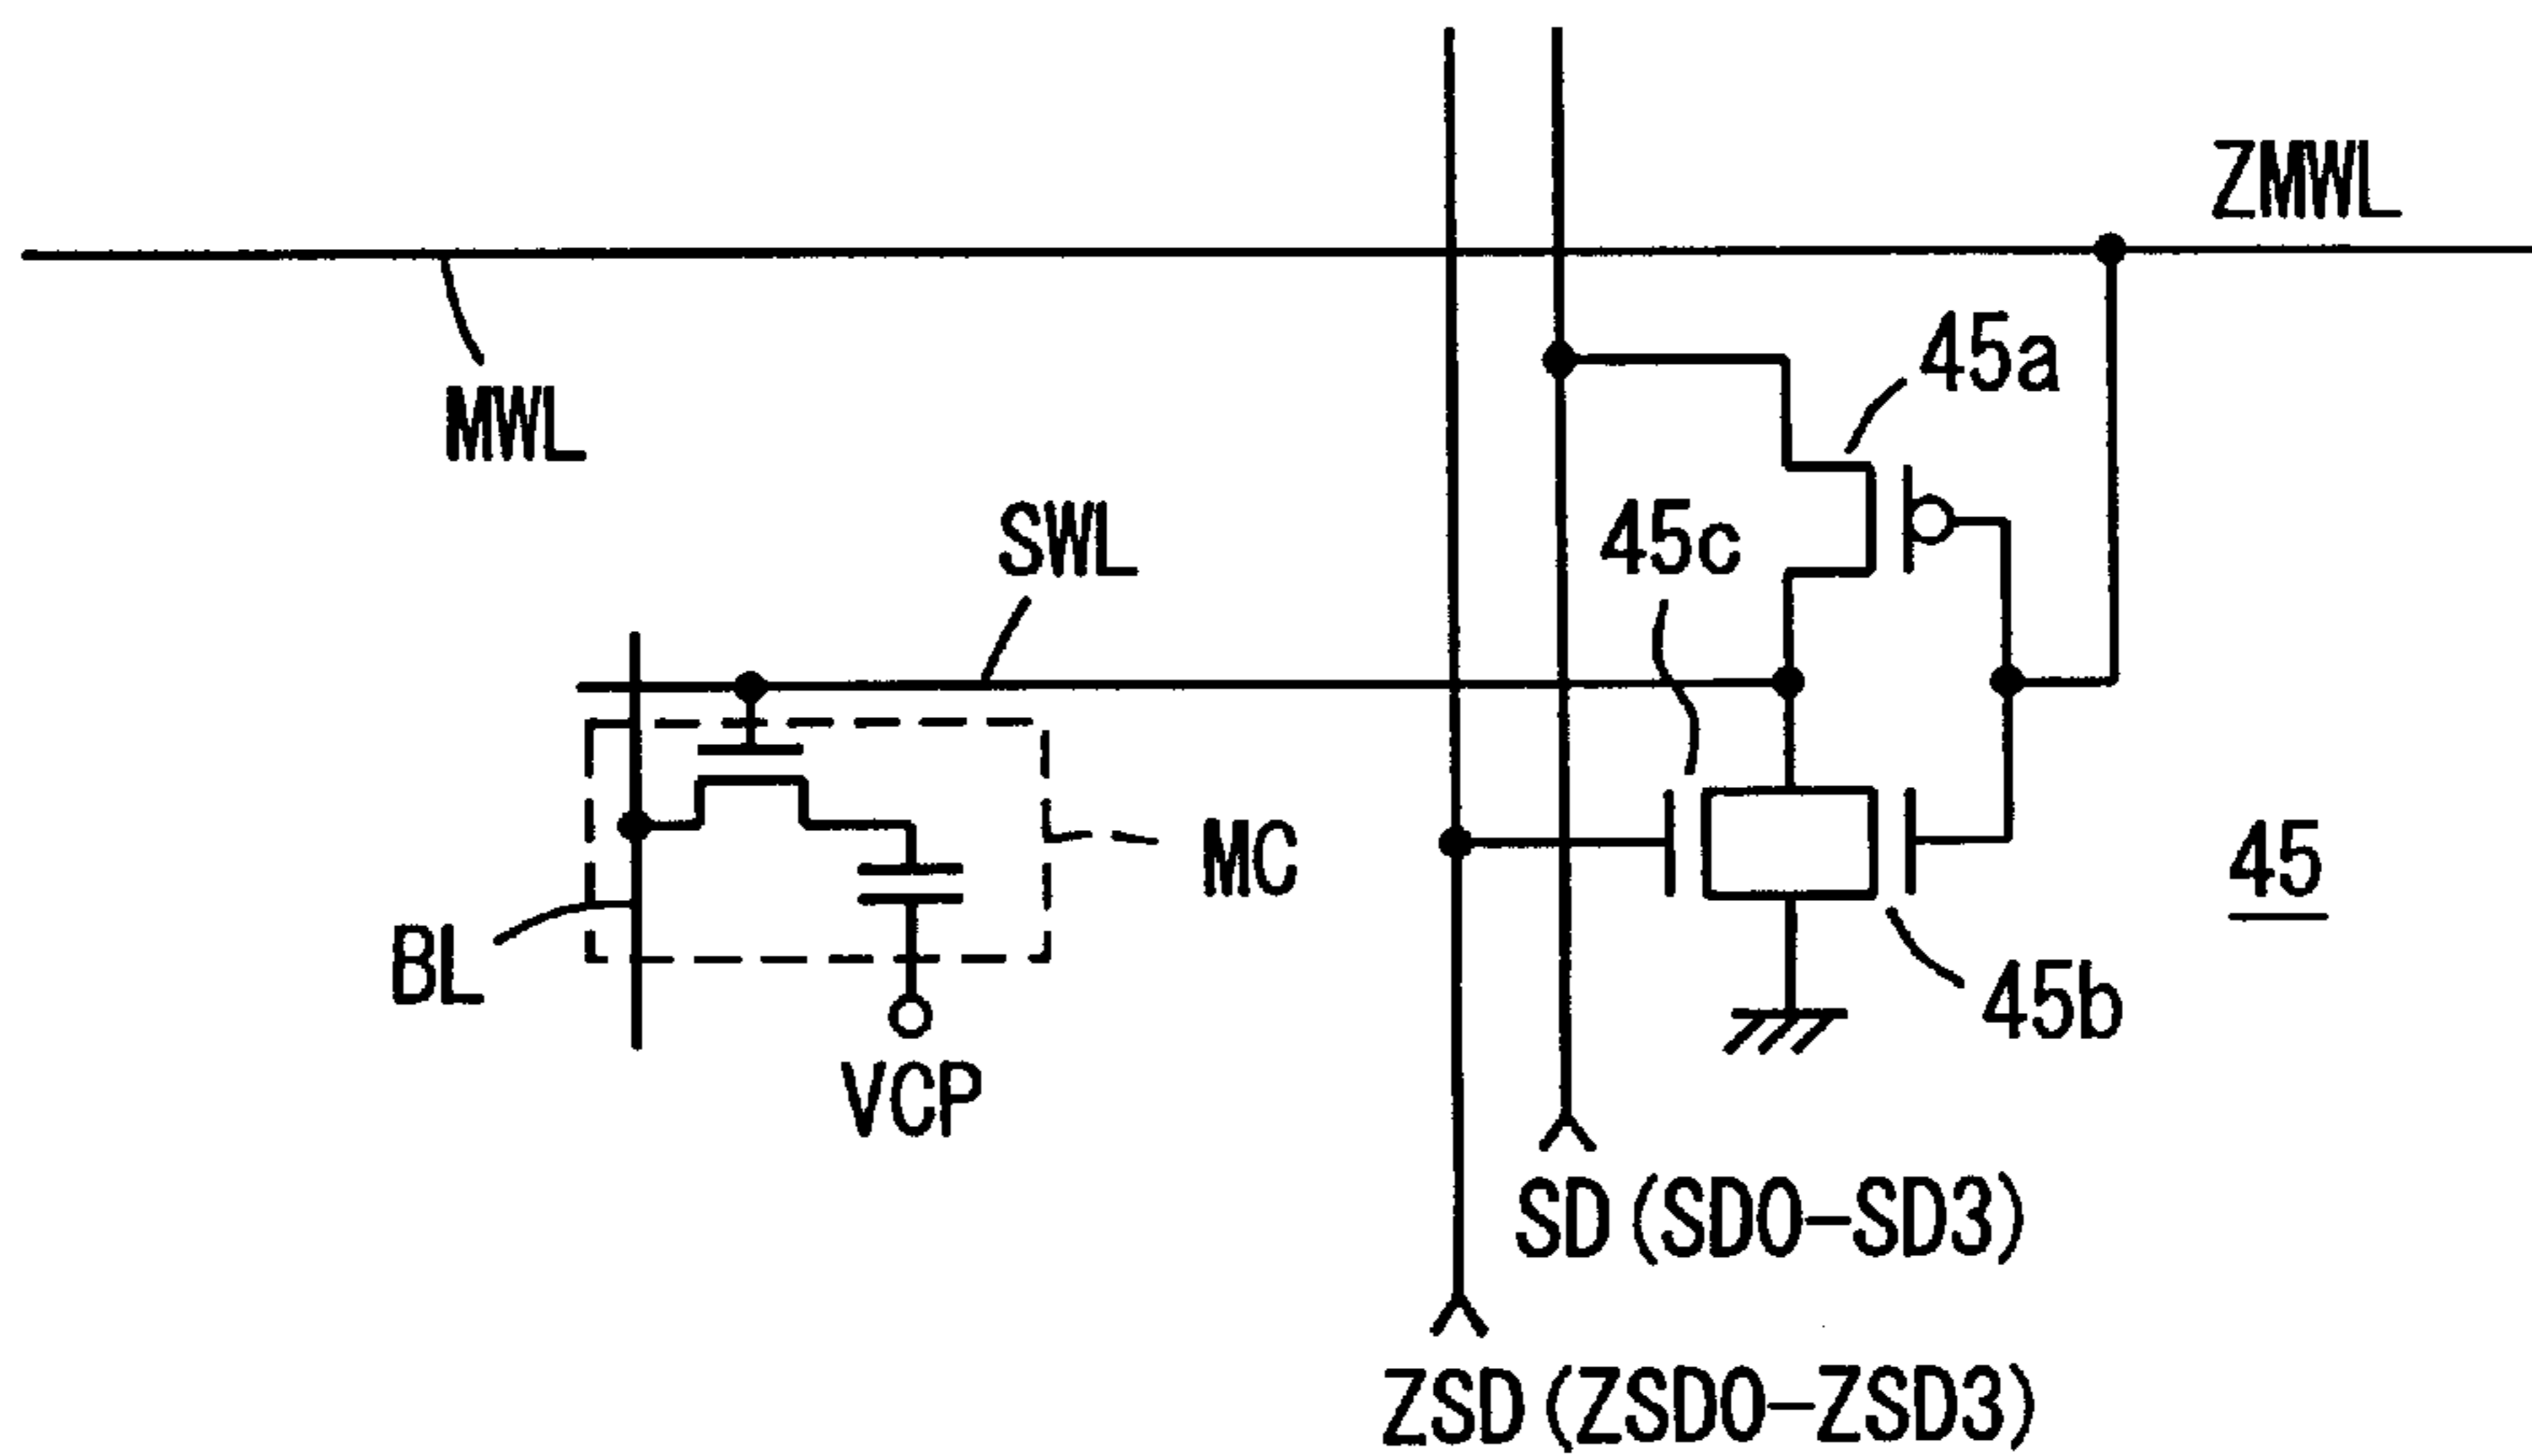 ZMWL
45a
MWL
45c
SWL
MC
45
BL
45b
VCP
SD(SD0-SD3)
ZSD(ZSD0-ZSD3)